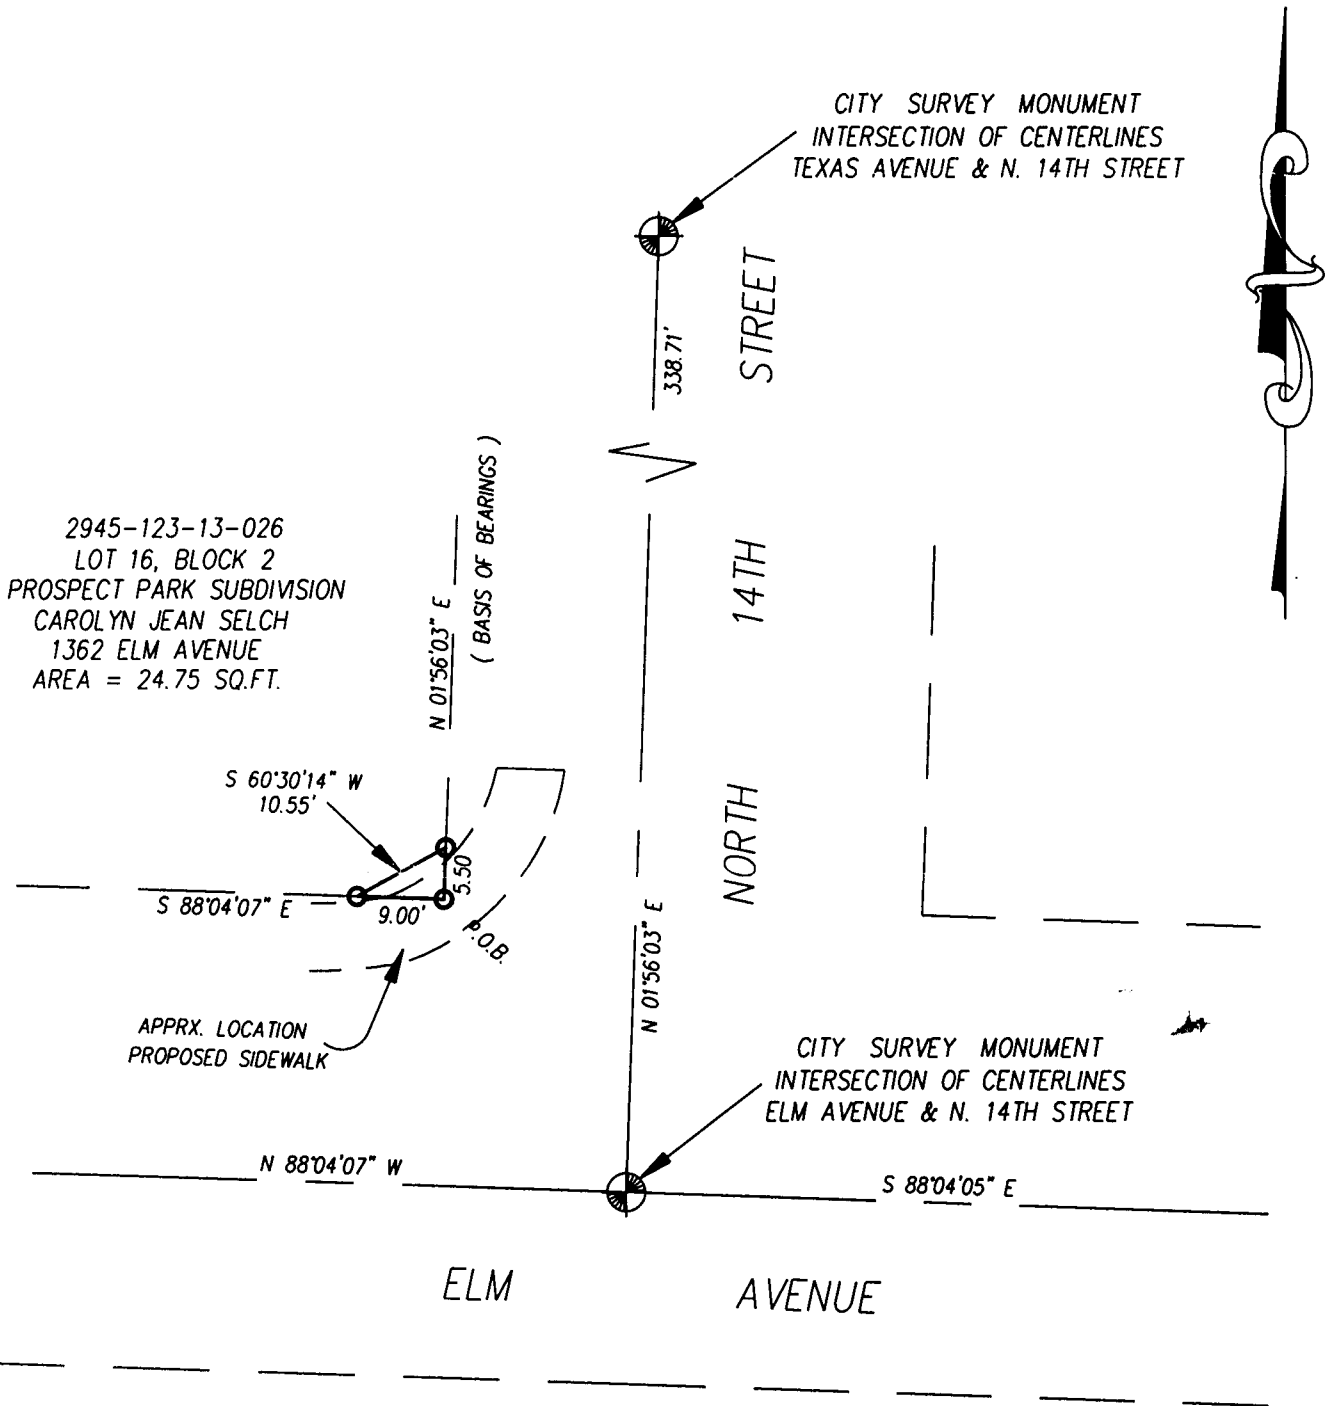 CITY SURVEY MONUMENT
INTERSECTION OF CENTERLINES
TEXAS AVENUE & N. 14TH STREET
338.71'
STREET
14TH
NORTH
2945-123-13-026
LOT 16, BLOCK 2
PROSPECT PARK SUBDIVISION
CAROLYN JEAN SELCH
1362 ELM AVENUE
AREA = 24.75 SQ.FT.
N 01°56'03" E
( BASIS OF BEARINGS )
S 60°30'14" W
10.55'
5.50
S 88°04'07" E
9.00'
P.O.B.
N 01°56'03" E
APPRX. LOCATION
PROPOSED SIDEWALK
CITY SURVEY MONUMENT
INTERSECTION OF CENTERLINES
ELM AVENUE & N. 14TH STREET
N 88°04'07" W
S 88°04'05" E
ELM AVENUE